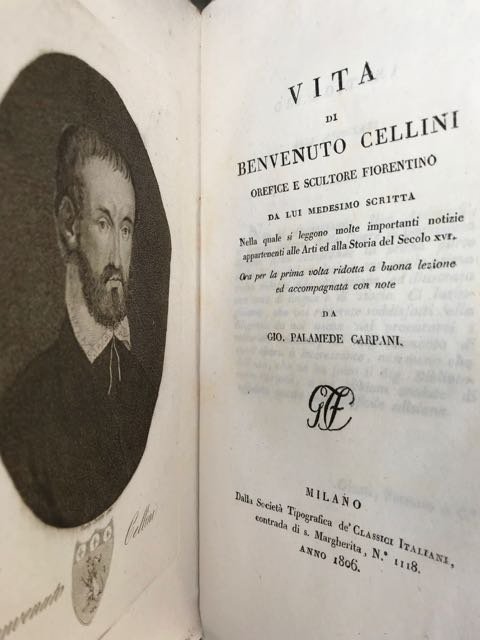 VITA
DI
BENVENUTO CELLINI
OREFICE E SCULTORE FIORENTINO
DA LUI MEDESIMO SCRITTA
Nella quale si leggono molte importanti notizie
appartenenti alle Arti ed alla Storia del Secolo XVI.
Ora per la prima volta ridotta a buona lezione
ed accompagnata con note
DA
GIO. PALAMEDE CARPANI.
MILANO
Dalla Società Tipografica de' CLASSICI ITALIANI,
contrada di s. Margherita, N.º 1118.
ANNO 1806.
Cellini